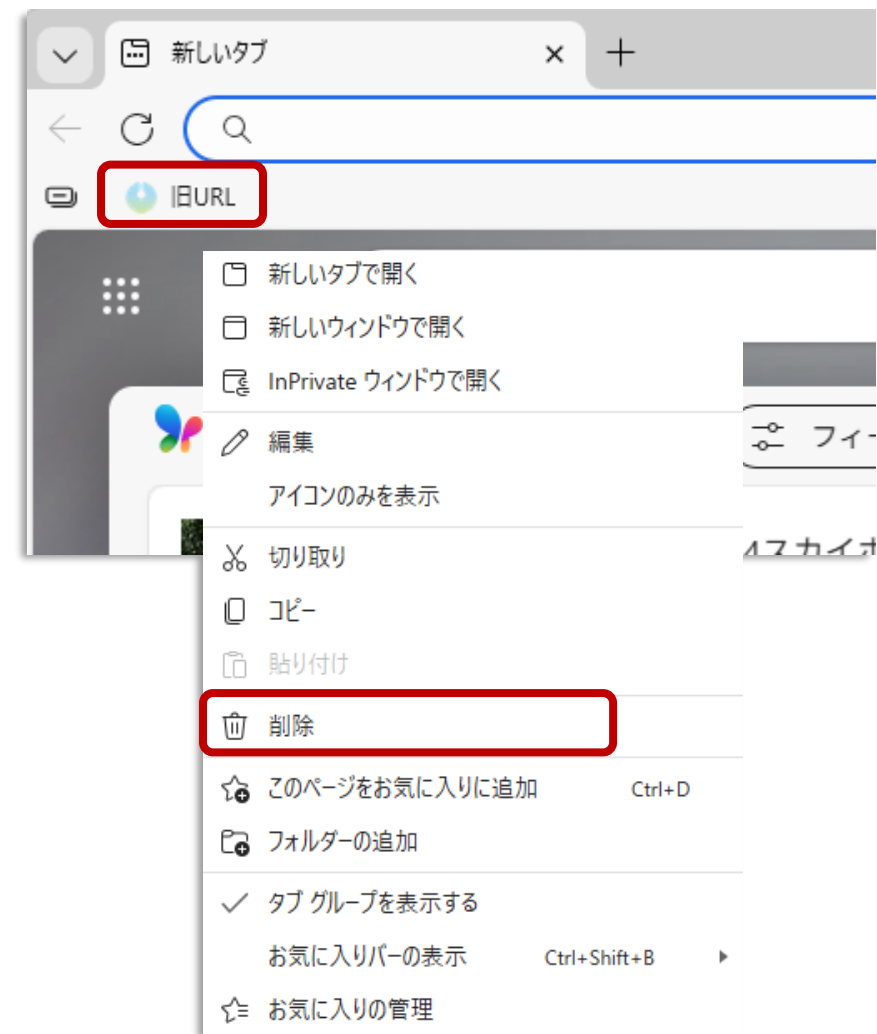 新しいタブ
旧URL
新しいタブで開く
新しいウィンドウで開く
InPrivate ウィンドウで開く
編集
フィー
アイコンのみを表示
切り取り
4スカイホ
コピー
貼り付け
削除
このページをお気に入りに追加 Ctrl+D
フォルダーの追加
タブ グループを表示する
お気に入りバーの表示 Ctrl+Shift+B
お気に入りの管理